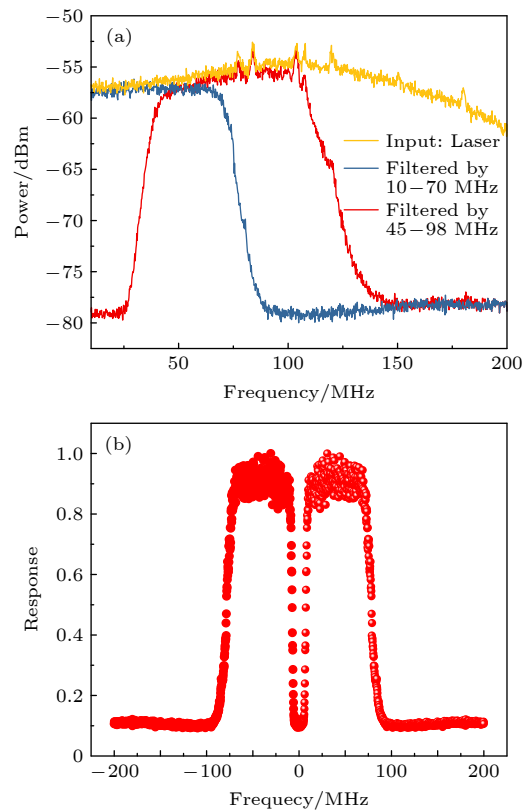 (a)
−50
−55
−60
−65
−70
−75
−80
Power/dBm
Input: Laser
Filtered by
10−70 MHz
Filtered by
45−98 MHz
50
100
150
200
Frequency/MHz
(b)
1.0
0.8
0.6
0.4
0.2
0
Response
−200
−100
0
100
200
Frequecy/MHz